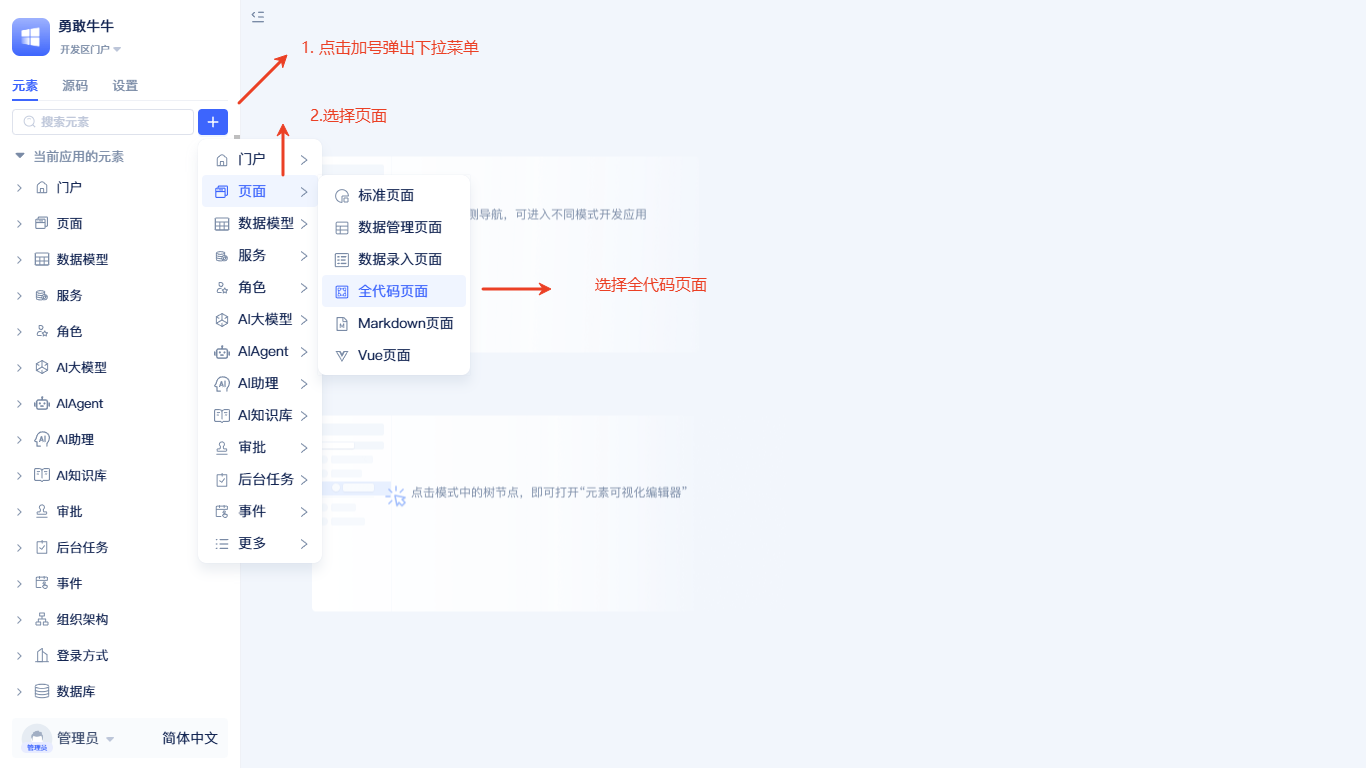 勇敢牛牛
开发区门户
元素 源码 设置
搜索元素
当前应用的元素
门户
页面
数据模型
服务
角色
AI大模型
AIAgent
AI助理
AI知识库
审批
后台任务
事件
组织架构
登录方式
数据库
管理员
管理员
简体中文
1. 点击加号弹出下拉菜单
2.选择页面
门户
页面
数据模型
服务
角色
AI大模型
AIAgent
AI助理
AI知识库
审批
后台任务
事件
更多
标准页面
数据管理页面
数据录入页面
全代码页面
Markdown页面
Vue页面
选择全代码页面
导航，可进入不同模式开发应用
点击模式中的树节点，即可打开“元素可视化编辑器”